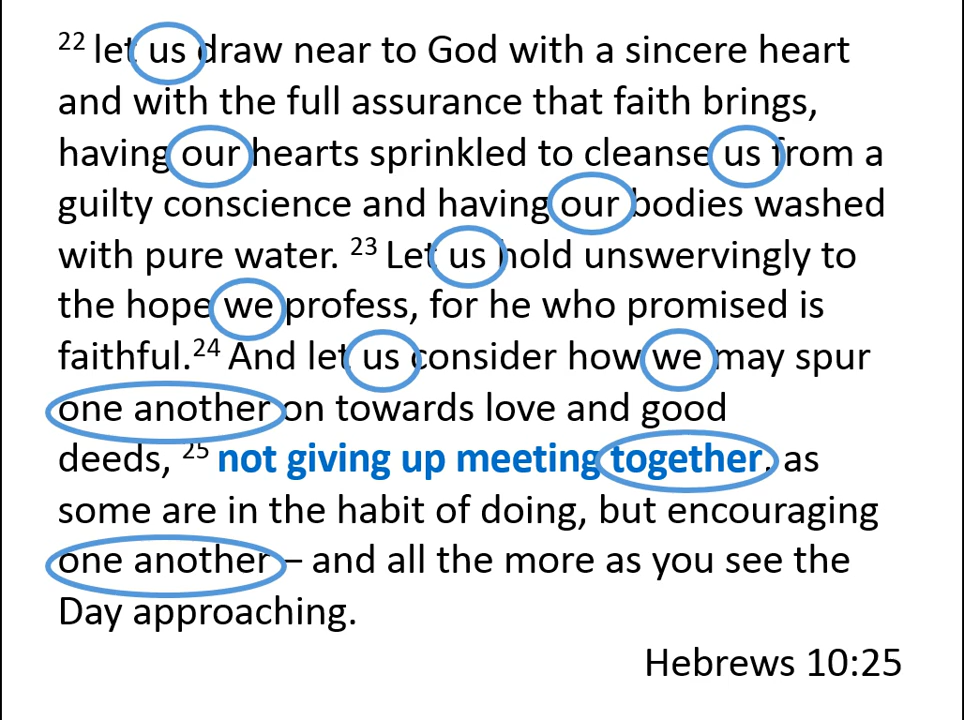 22 let us draw near to God with a sincere heart
and with the full assurance that faith brings,
having our hearts sprinkled to cleanse us from a
guilty conscience and having our bodies washed
with pure water. 23 Let us hold unswervingly to
the hope we profess, for he who promised is
faithful.24 And let us consider how we may spur
one another on towards love and good
deeds, 25 not giving up meeting together, as
some are in the habit of doing, but encouraging
one another – and all the more as you see the
Day approaching.
Hebrews 10:25